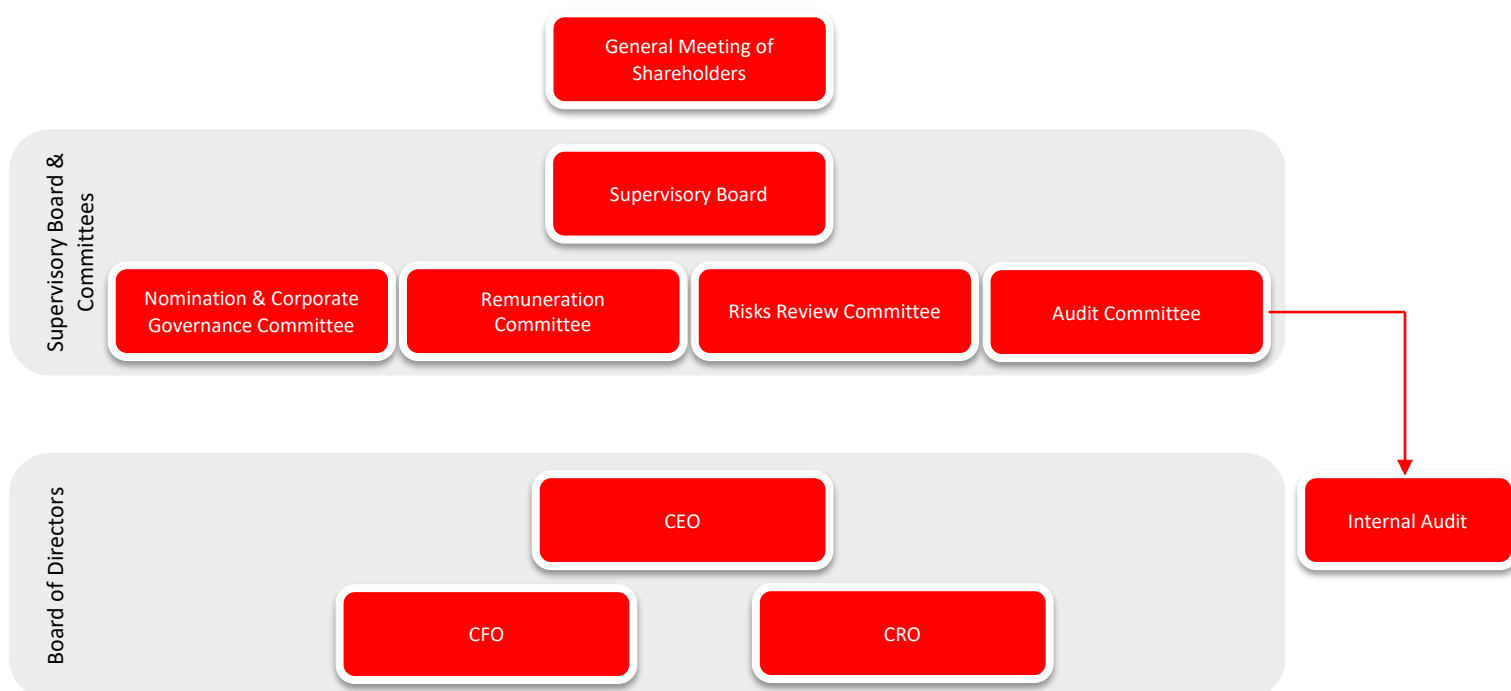 General Meeting of
Shareholders
Supervisory Board &
Committees
Supervisory Board
Nomination & Corporate
Governance Committee
Remuneration
Committee
Risks Review Committee
Audit Committee
Board of Directors
CEO
Internal Audit
CFO
CRO